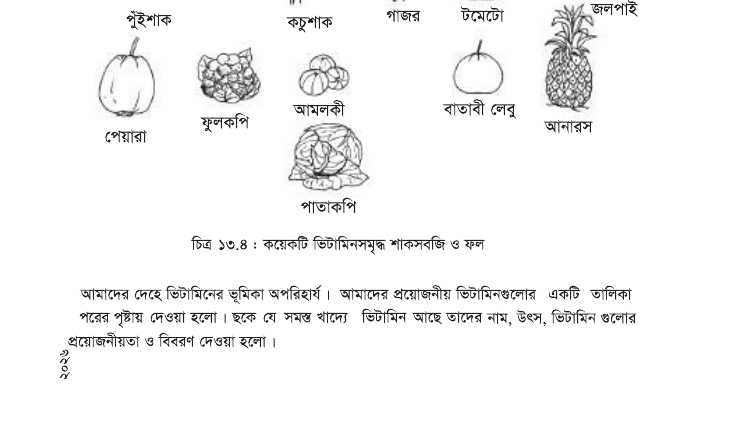 জলপাই
পুঁইশাক
কচুশাক
গাজর
টমেটো
পেয়ারা
ফুলকপি
আমলকী
বাতাবী লেবু
আনারস
পাতাকপি
চিত্র ১৩.৪ : কয়েকটি ভিটামিনসমৃদ্ধ শাকসবজি ও ফল
আমাদের দেহে ভিটামিনের ভূমিকা অপরিহার্য। আমাদের প্রয়োজনীয় ভিটামিনগুলোর একটি তালিকা
পরের পৃষ্টায় দেওয়া হলো। ছকে যে সমস্ত খাদ্যে ভিটামিন আছে তাদের নাম, উৎস, ভিটামিন গুলোর
প্রয়োজনীয়তা ও বিবরণ দেওয়া হলো।
২০২৬